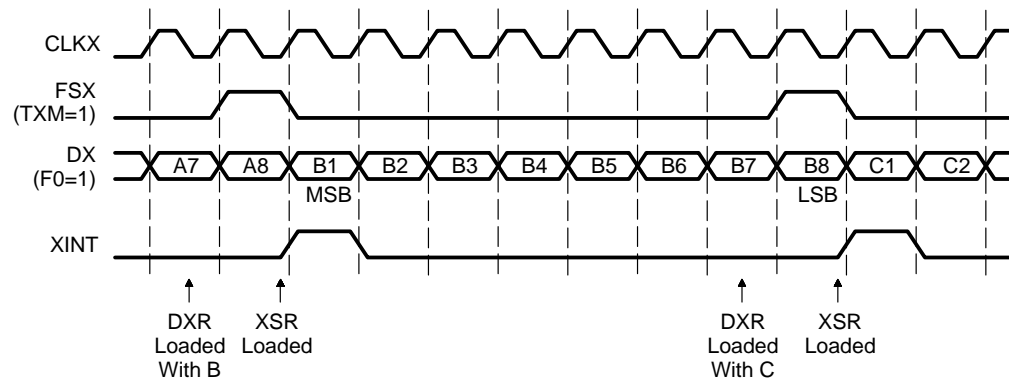 CLKX
FSX
(TXM=1)
DX
(F0=1)
A7 A8 B1 B2 B3 B4 B5 B6 B7 B8 C1 C2
MSB LSB
XINT
DXR
Loaded
With B
XSR
Loaded
DXR
Loaded
With C
XSR
Loaded